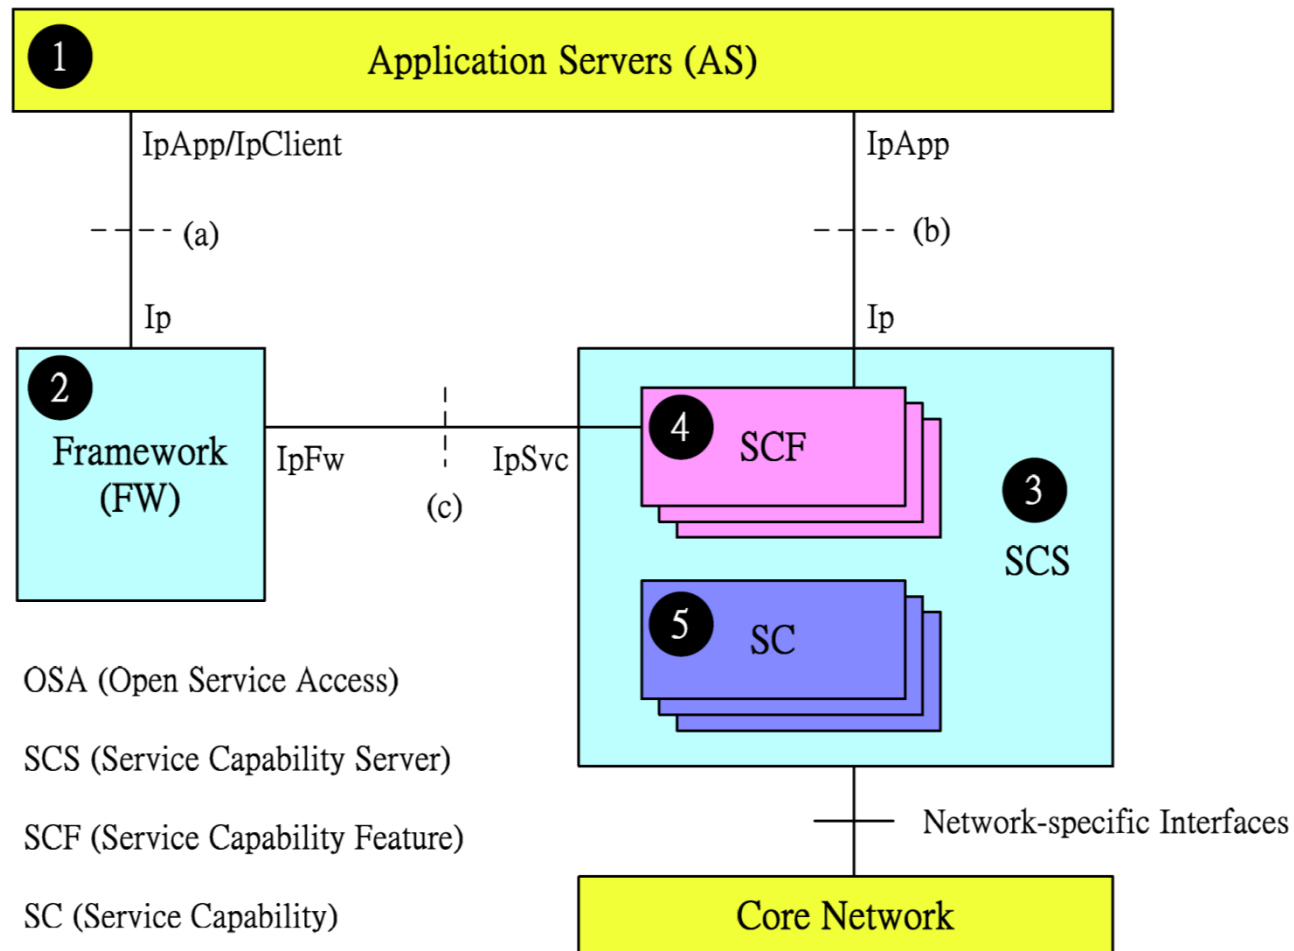 1
Application Servers (AS)
IpApp/IpClient
IpApp
(a)
(b)
Ip
Ip
2
Framework
(FW)
IpFw
IpSvc
(c)
4
SCF
3
SCS
5
SC
OSA (Open Service Access)
SCS (Service Capability Server)
SCF (Service Capability Feature)
SC (Service Capability)
Network-specific Interfaces
Core Network